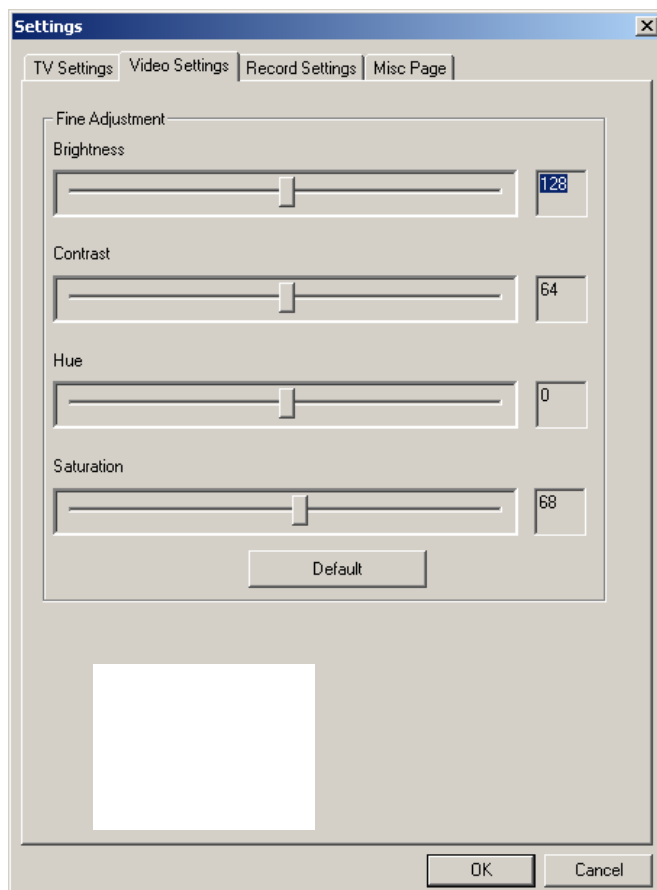 Settings
TV Settings Video Settings Record Settings Misc Page
Fine Adjustment
Brightness
128
Contrast
64
Hue
0
Saturation
68
Default
OK Cancel